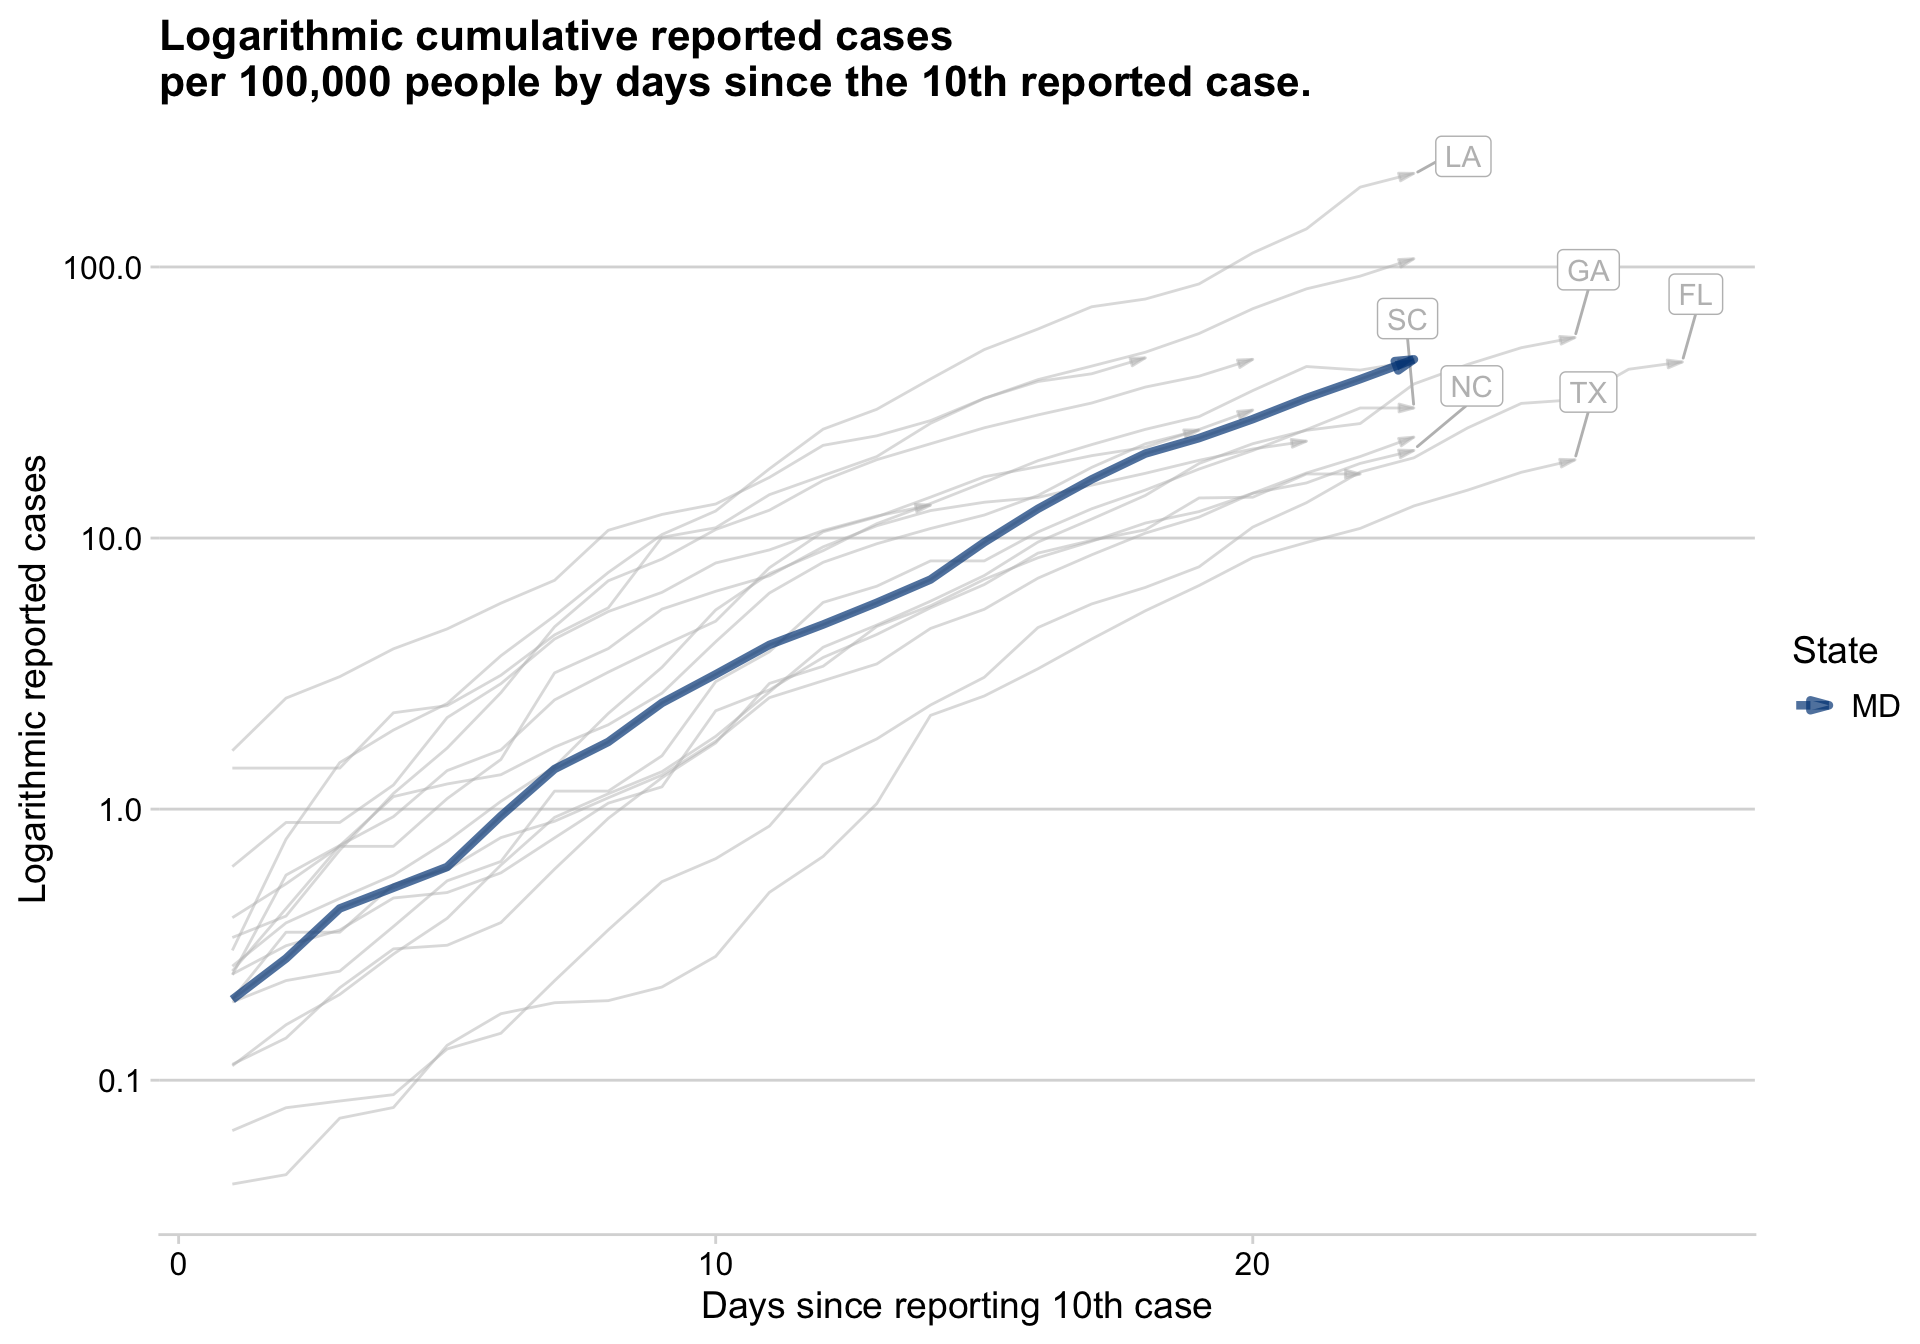 Logarithmic cumulative reported cases
per 100,000 people by days since the 10th reported case.
LA
GA
FL
SC
NC
TX
100.0
10.0
1.0
0.1
Logarithmic reported cases
State
MD
0
10
20
Days since reporting 10th case